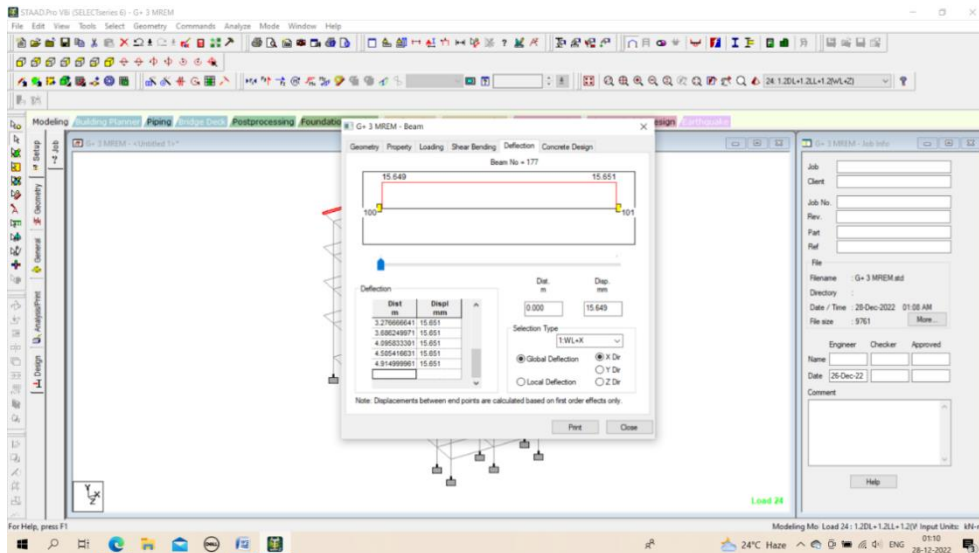 STAAD.Pro V8i (SELECTseries 6) - G+ 3 MREM
File Edit View Tools Select Geometry Commands Analyze Mode Window Help
24: 1.2DL+1.2LL+1.2(WL+Z)
Modeling Building Planner Piping Bridge Deck Postprocessing Foundatio esign Earthquake
G+ 3 MREM - <Untitled 1>*
Job
Setup
Geometry
General
Analysis/Print
Design
G+ 3 MREM - Beam
Geometry Property Loading Shear Bending Deflection Concrete Design
Beam No = 177
15.649 15.651
100 101
Deflection
Dist Displ
m mm
3.276666641 15.651
3.686249971 15.651
4.095833301 15.651
4.505416631 15.651
4.914999961 15.651
Dist. Disp.
m mm
0.000 15.649
Selection Type
1:WL+X
Global Deflection X Dir
Y Dir
Local Deflection Z Dir
Note: Displacements between end points are calculated based on first order effects only.
Print Close
Y
X
Z
Load 24
G+ 3 MREM - Job Info
Job
Client
Job No.
Rev.
Part
Ref
File
Filename : G+ 3 MREM.std
Directory :
Date / Time : 28-Dec-2022 01:08 AM
File size : 9761 More...
Engineer Checker Approved
Name
Date 26-Dec-22
Comment
Help
For Help, press F1
Modeling Mo Load 24 : 1.2DL+1.2LL+1.2(W Input Units: kN-m
24°C Haze ENG 01:10
28-12-2022